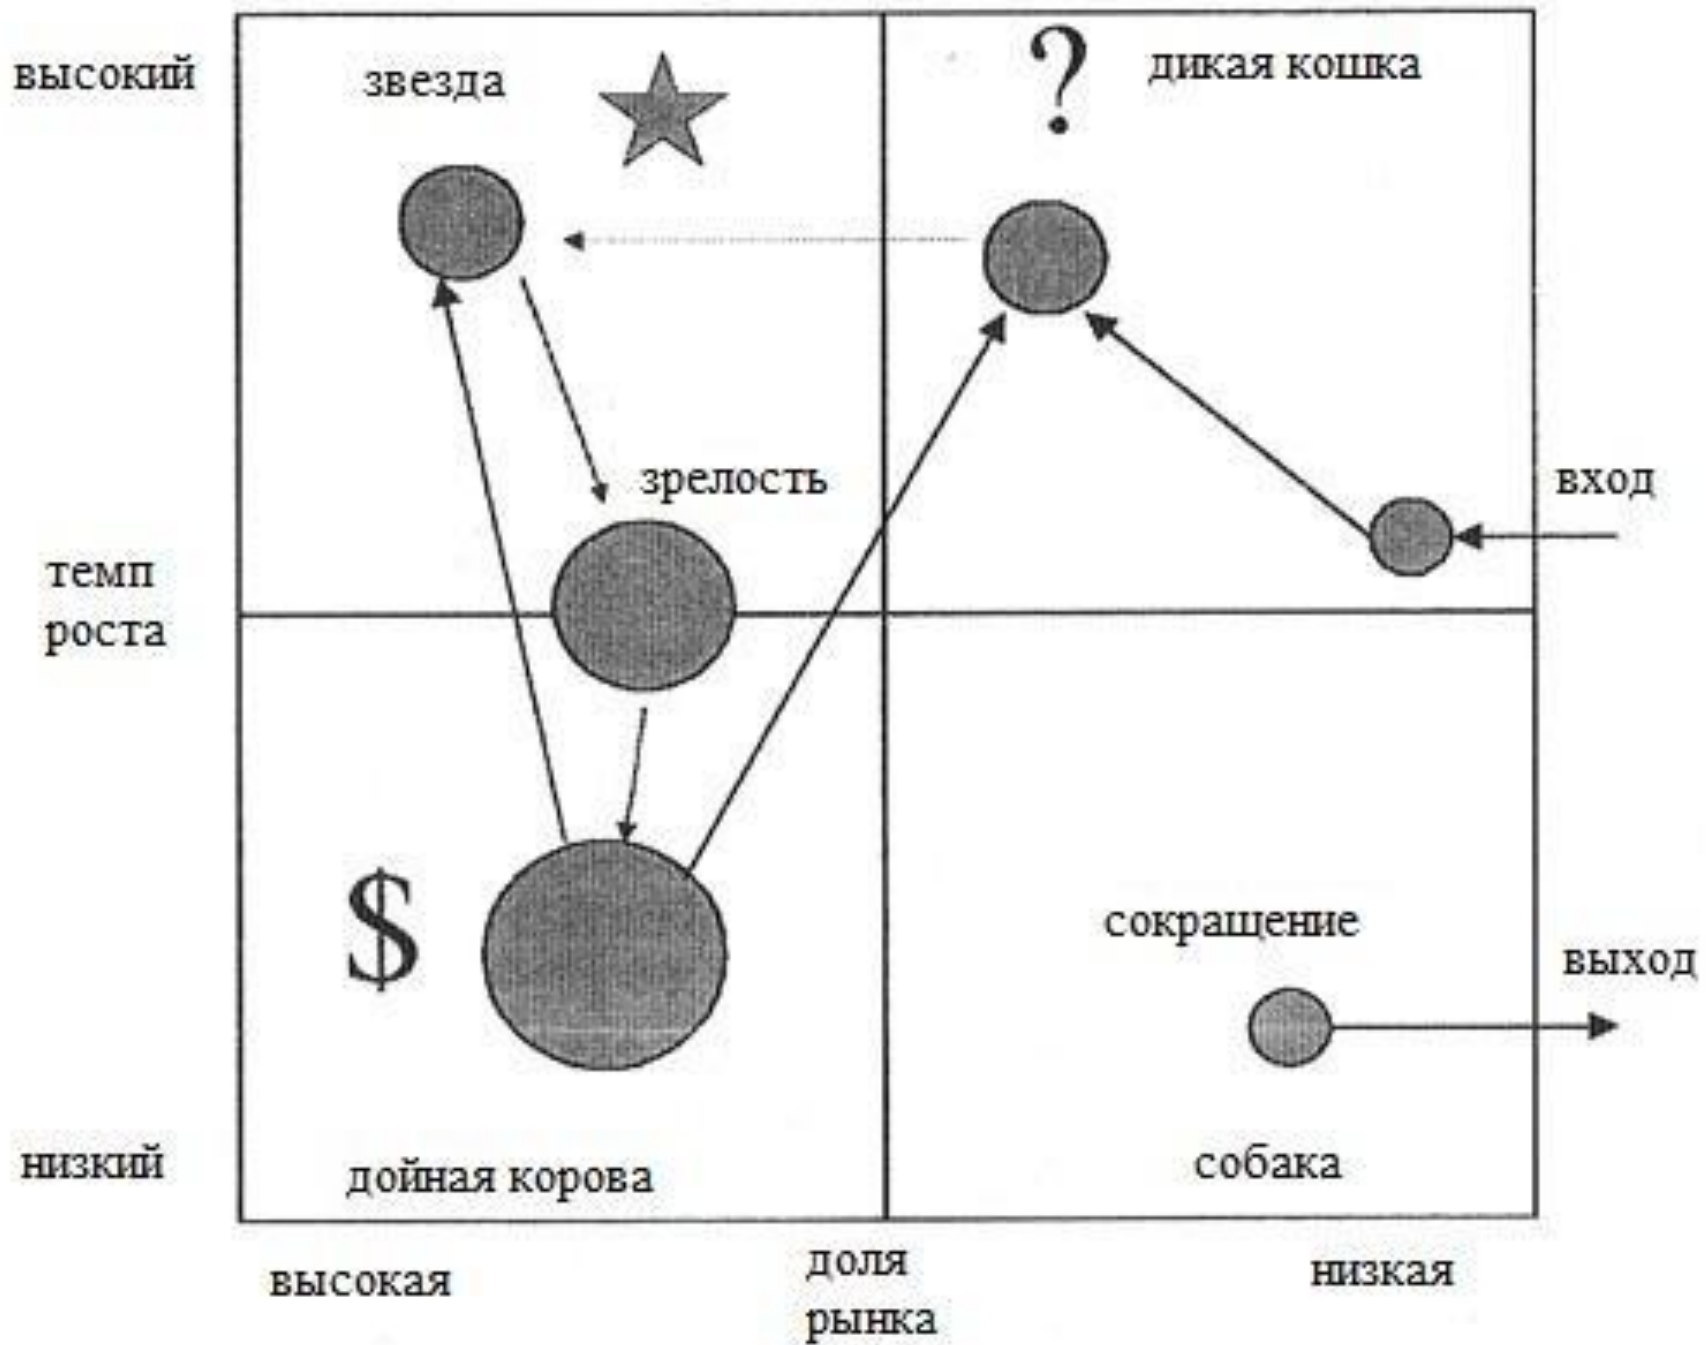 высокий
звезда
?
дикая кошка
зрелость
вход
темп
роста
$
сокращение
выход
низкий
дойная корова
собака
высокая
доля
рынка
низкая